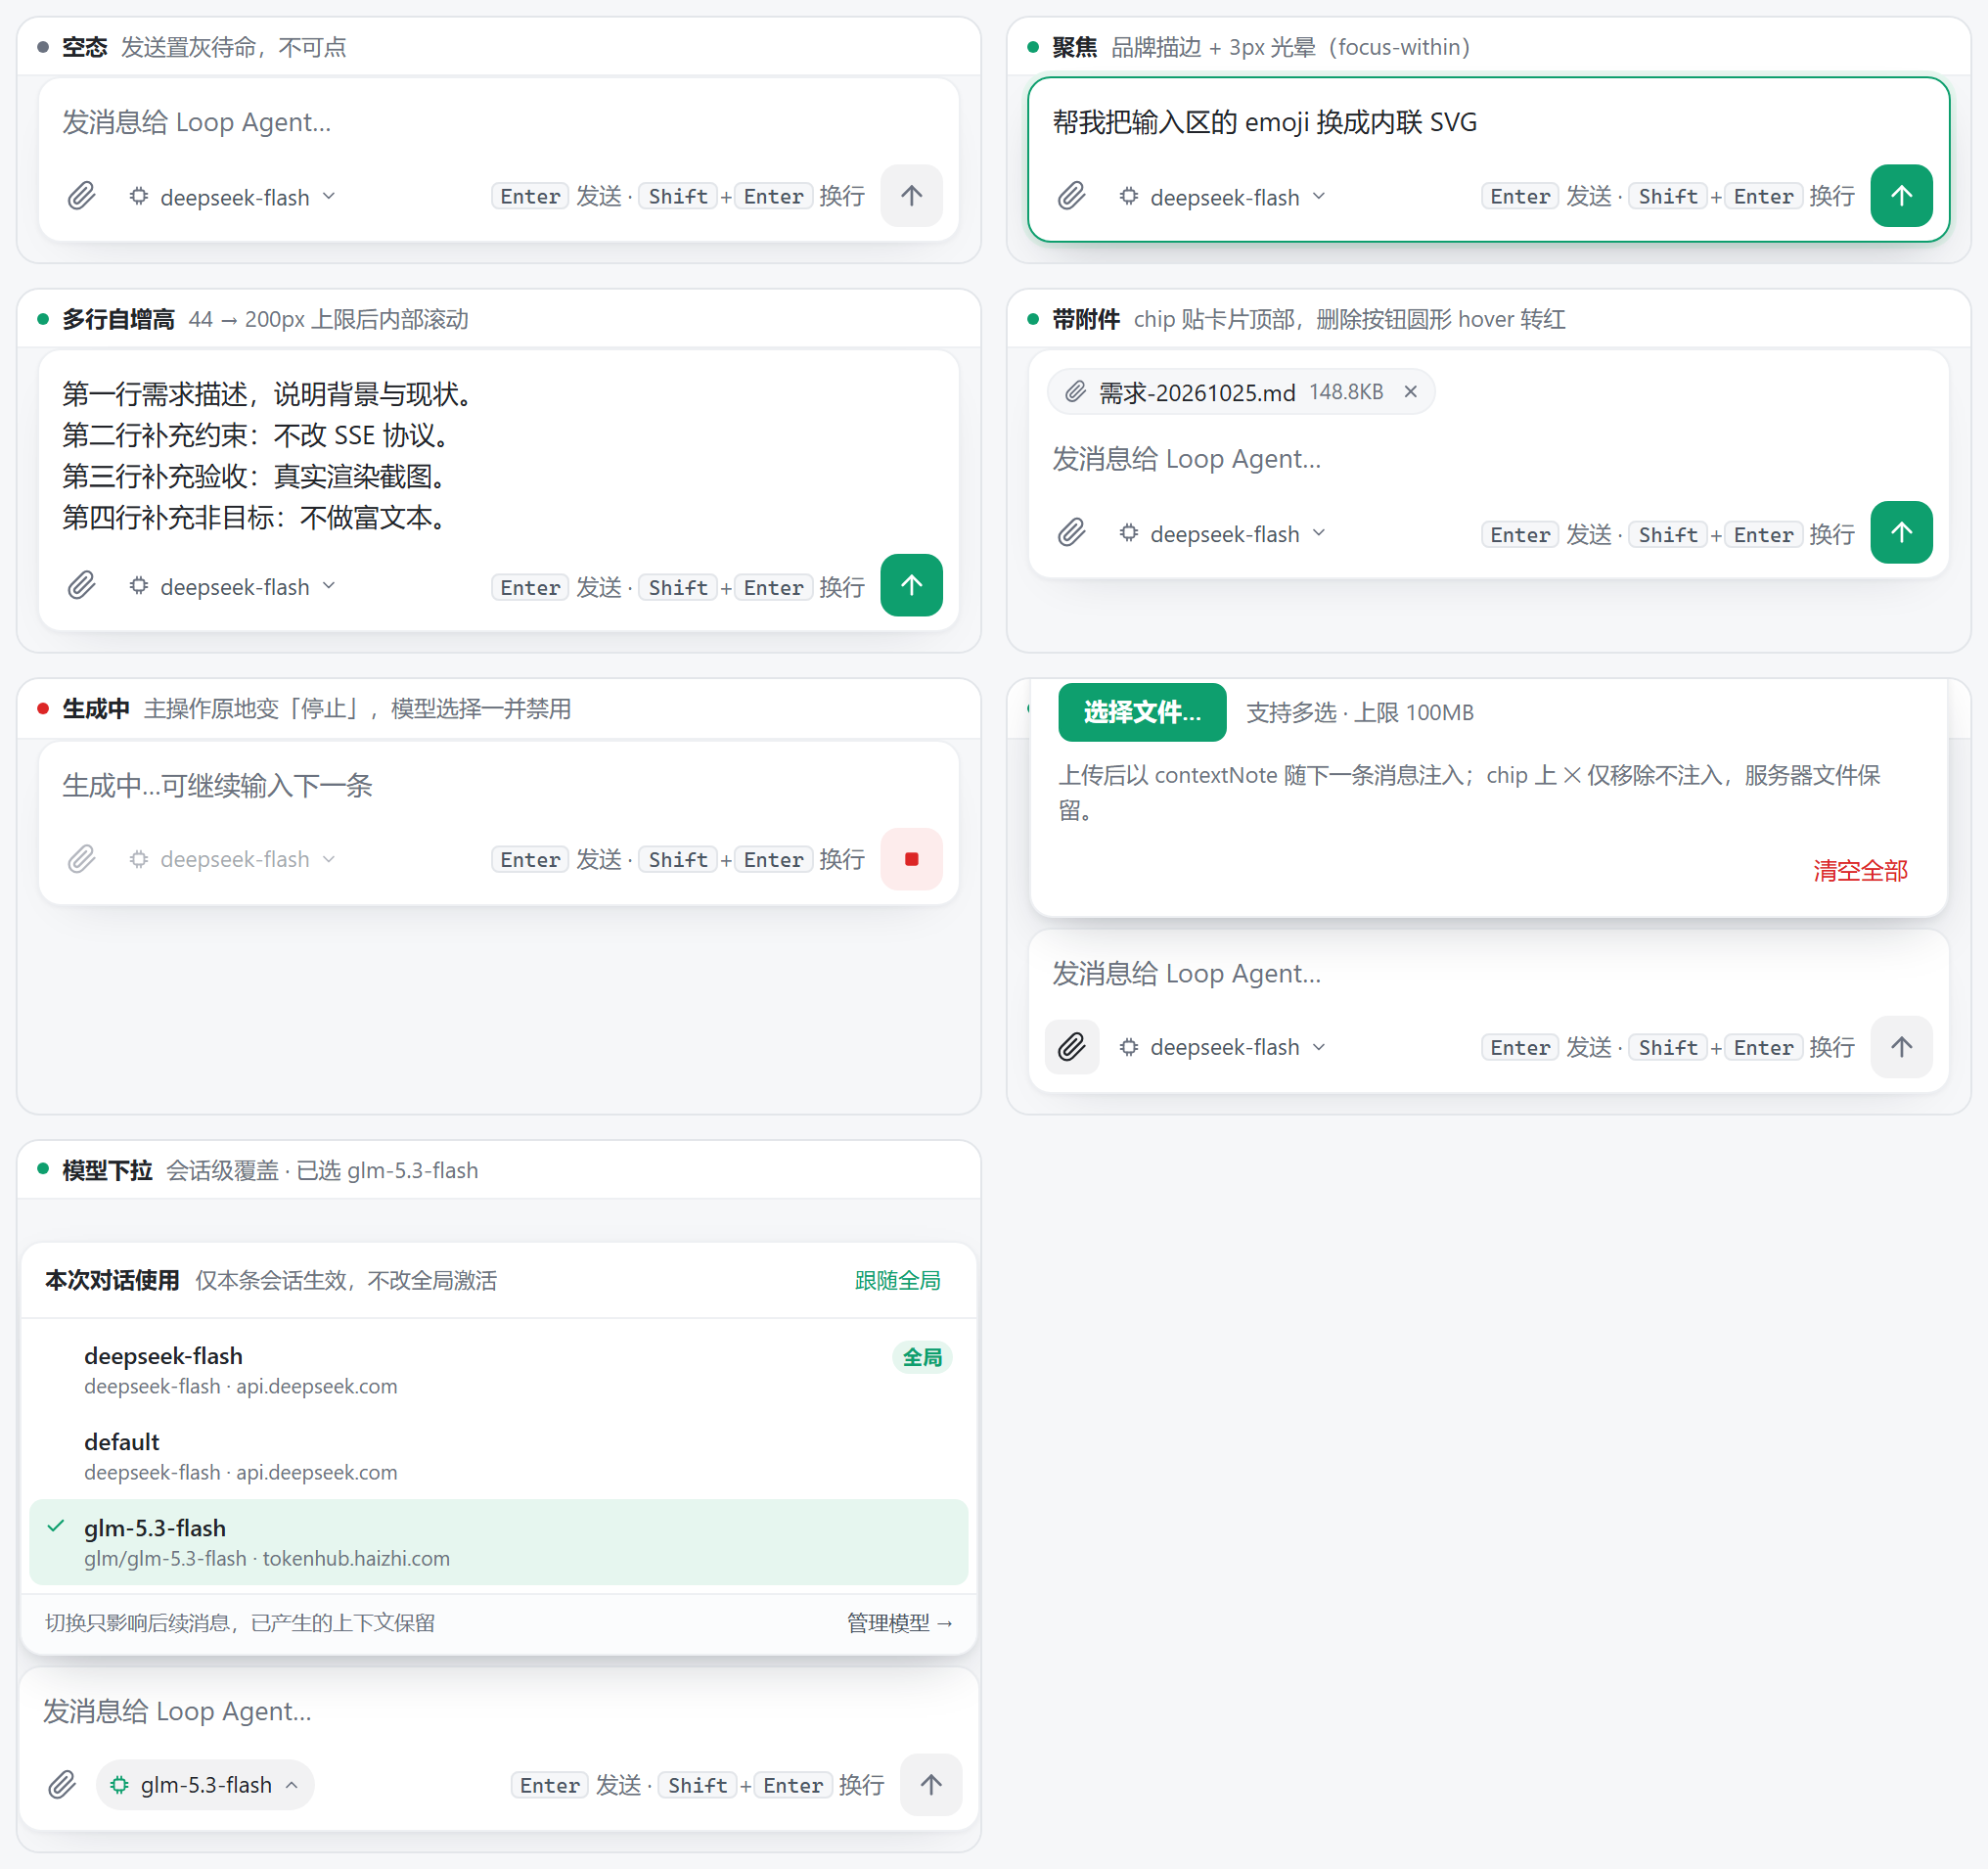 空态 发送置灰待命，不可点
发消息给 Loop Agent...
deepseek-flash Enter 发送 · Shift+Enter 换行
聚焦 品牌描边 + 3px 光晕（focus-within）
帮我把输入区的 emoji 换成内联 SVG
deepseek-flash Enter 发送 · Shift+Enter 换行
多行自增高 44 → 200px 上限后内部滚动
第一行需求描述，说明背景与现状。
第二行补充约束：不改 SSE 协议。
第三行补充验收：真实渲染截图。
第四行补充非目标：不做富文本。
deepseek-flash Enter 发送 · Shift+Enter 换行
带附件 chip 贴卡片顶部，删除按钮圆形 hover 转红
需求-20261025.md 148.8KB ×
发消息给 Loop Agent...
deepseek-flash Enter 发送 · Shift+Enter 换行
生成中 主操作原地变「停止」，模型选择一并禁用
生成中...可继续输入下一条
deepseek-flash Enter 发送 · Shift+Enter 换行
选择文件... 支持多选 · 上限 100MB
上传后以 contextNote 随下一条消息注入；chip 上 × 仅移除不注入，服务器文件保
留。
清空全部
发消息给 Loop Agent...
deepseek-flash Enter 发送 · Shift+Enter 换行
模型下拉 会话级覆盖 · 已选 glm-5.3-flash
本次对话使用 仅本条会话生效，不改全局激活 跟随全局
deepseek-flash 全局
deepseek-flash · api.deepseek.com
default
deepseek-flash · api.deepseek.com
glm-5.3-flash
glm/glm-5.3-flash · tokenhub.haizhi.com
切换只影响后续消息，已产生的上下文保留 管理模型 →
发消息给 Loop Agent...
glm-5.3-flash Enter 发送 · Shift+Enter 换行